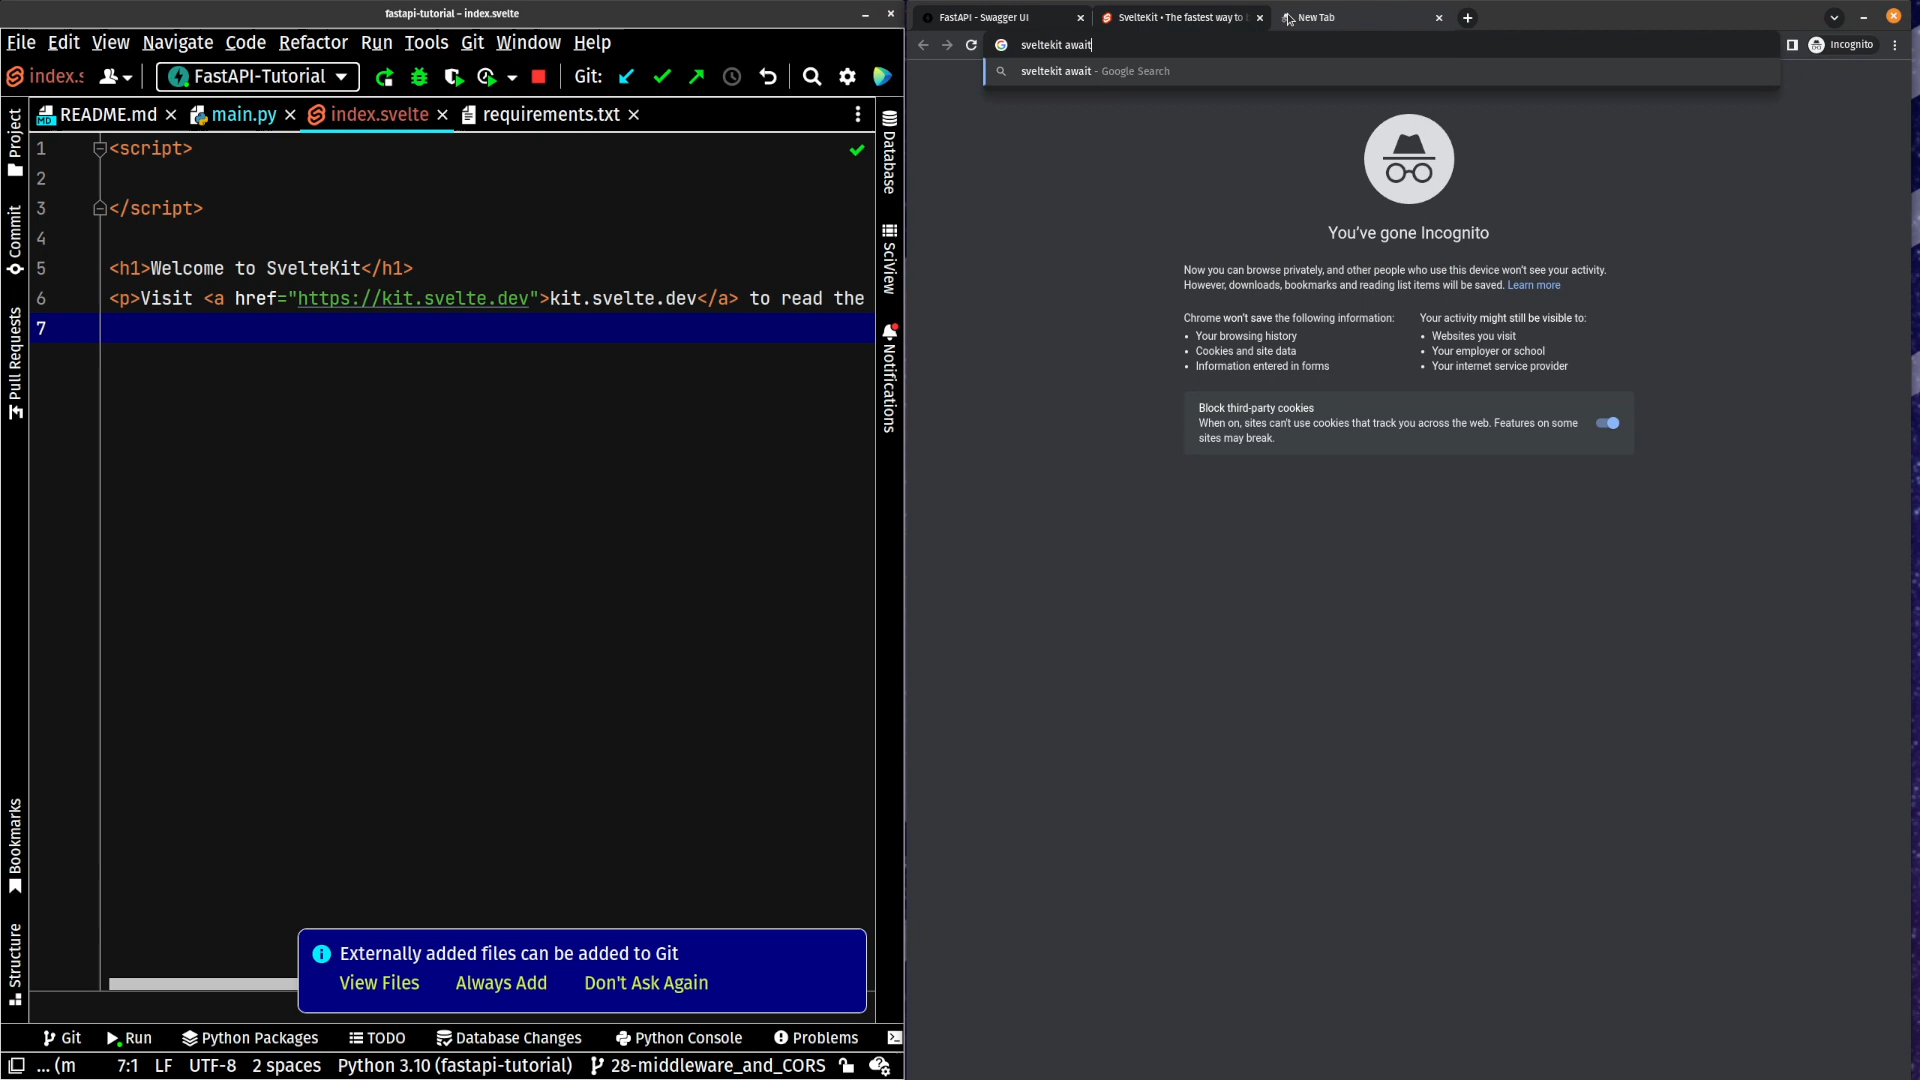 fastapi-tutorial – index.svelte
File Edit View Navigate Code Refactor Run Tools Git Window Help
index.s FastAPI-Tutorial Git:
README.md main.py index.svelte requirements.txt
Project
Commit
Pull Requests
Bookmarks
Structure
1 <script>
2
3 </script>
4
5 <h1>Welcome to SvelteKit</h1>
6 <p>Visit <a href="https://kit.svelte.dev">kit.svelte.dev</a> to read the
7
Database
SciView
Notifications
Externally added files can be added to Git
View Files Always Add Don't Ask Again
Git Run Python Packages TODO Database Changes Python Console Problems
... (m 7:1 LF UTF-8 2 spaces Python 3.10 (fastapi-tutorial) 28-middleware_and_CORS
FastAPI - Swagger UI SvelteKit • The fastest way to New Tab
sveltekit await Incognito
sveltekit await - Google Search
You've gone Incognito
Now you can browse privately, and other people who use this device won't see your activity.
However, downloads, bookmarks and reading list items will be saved. Learn more
Chrome won't save the following information:
• Your browsing history
• Cookies and site data
• Information entered in forms
Your activity might still be visible to:
• Websites you visit
• Your employer or school
• Your internet service provider
Block third-party cookies
When on, sites can't use cookies that track you across the web. Features on some
sites may break.